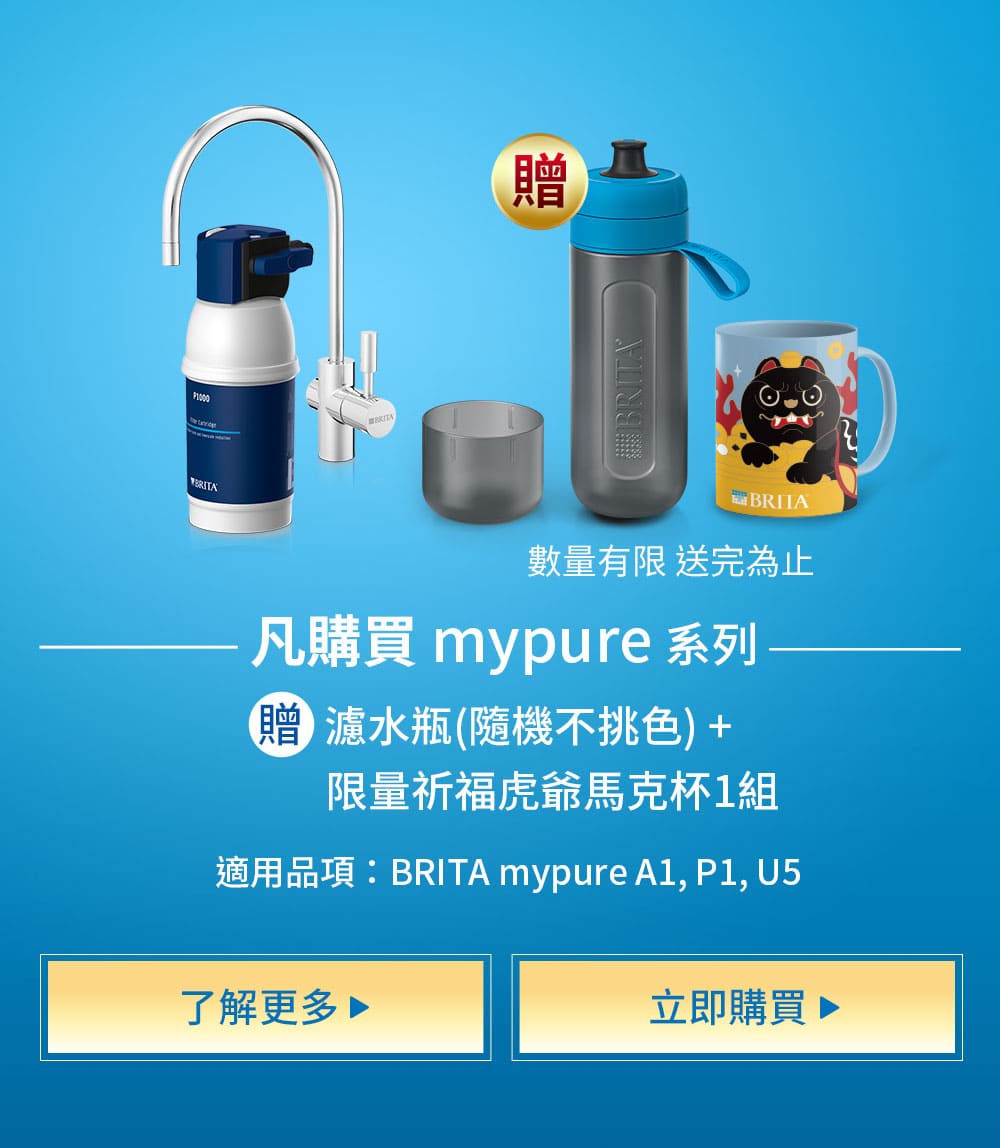 贈
P1000
Filter Cartridge
BRITA
BRITA
BRITA
BRITA
數量有限 送完為止
凡購買 mypure 系列
贈 濾水瓶(隨機不挑色) +
限量祈福虎爺馬克杯1組
適用品項：BRITA mypure A1, P1, U5
了解更多
立即購買